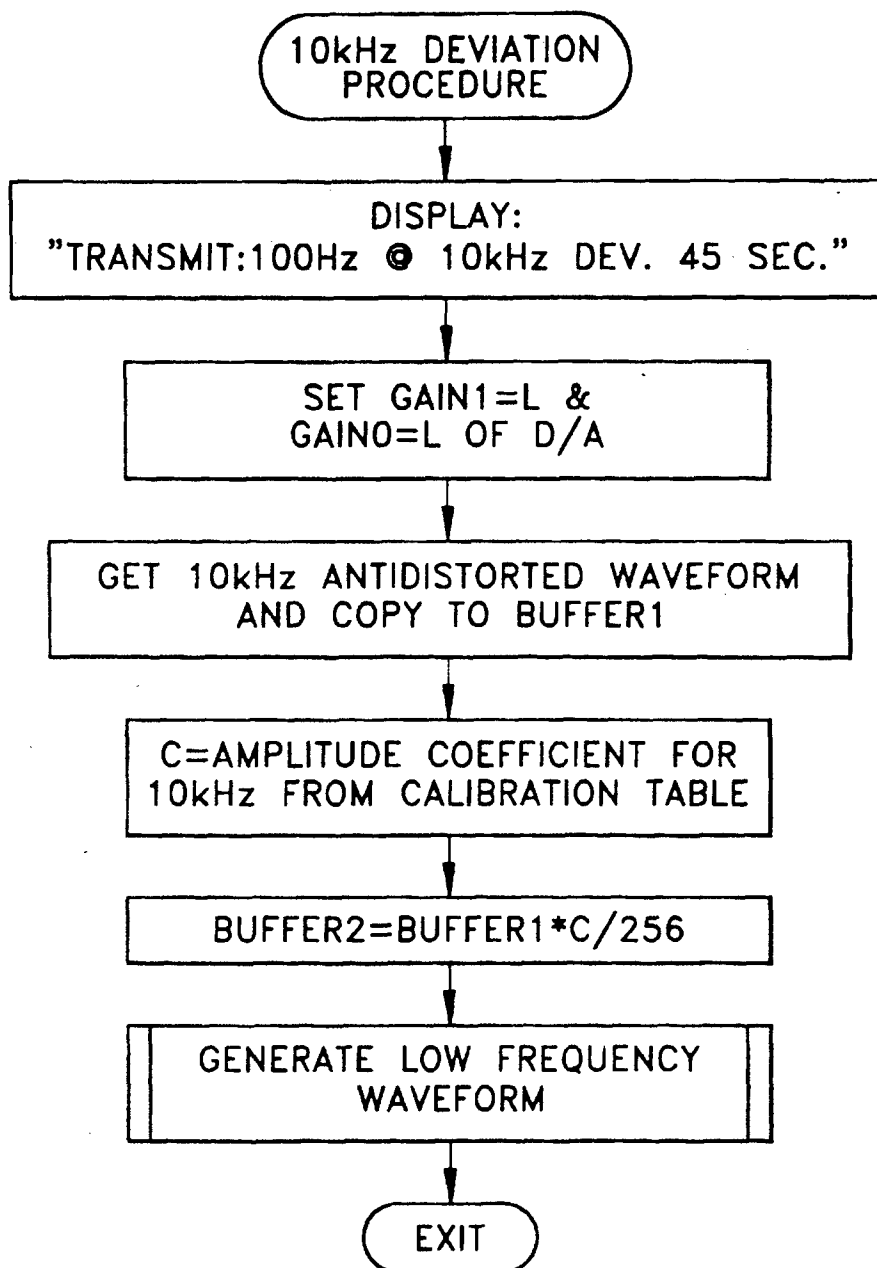 10kHz DEVIATION
PROCEDURE
DISPLAY:
"TRANSMIT:100Hz @ 10kHz DEV. 45 SEC."
SET GAIN1=L &
GAIN0=L OF D/A
GET 10kHz ANTIDISTORTED WAVEFORM
AND COPY TO BUFFER1
C=AMPLITUDE COEFFICIENT FOR
10kHz FROM CALIBRATION TABLE
BUFFER2=BUFFER1*C/256
GENERATE LOW FREQUENCY
WAVEFORM
EXIT